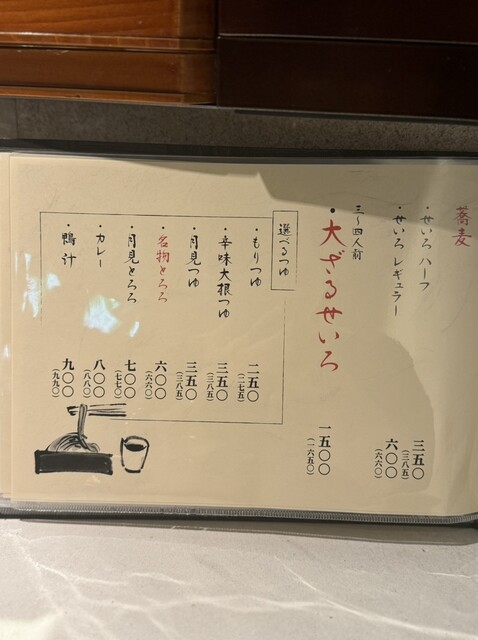 蕎麦
・せいろ ハーフ 三五〇 (三八五)
・せいろ レギュラー 六〇〇 (六六〇)
三〜四人前
・大ざるせいろ 一五〇〇 (一六五〇)
選べるつゆ
・もりつゆ 二五〇 (二七五)
・辛味大根つゆ 三五〇 (三八五)
・月見つゆ 三五〇 (三八五)
・名物とろろ 六〇〇 (六六〇)
・月見とろろ 七〇〇 (七七〇)
・カレー 八〇〇 (八八〇)
・鴨汁 九〇〇 (九九〇)